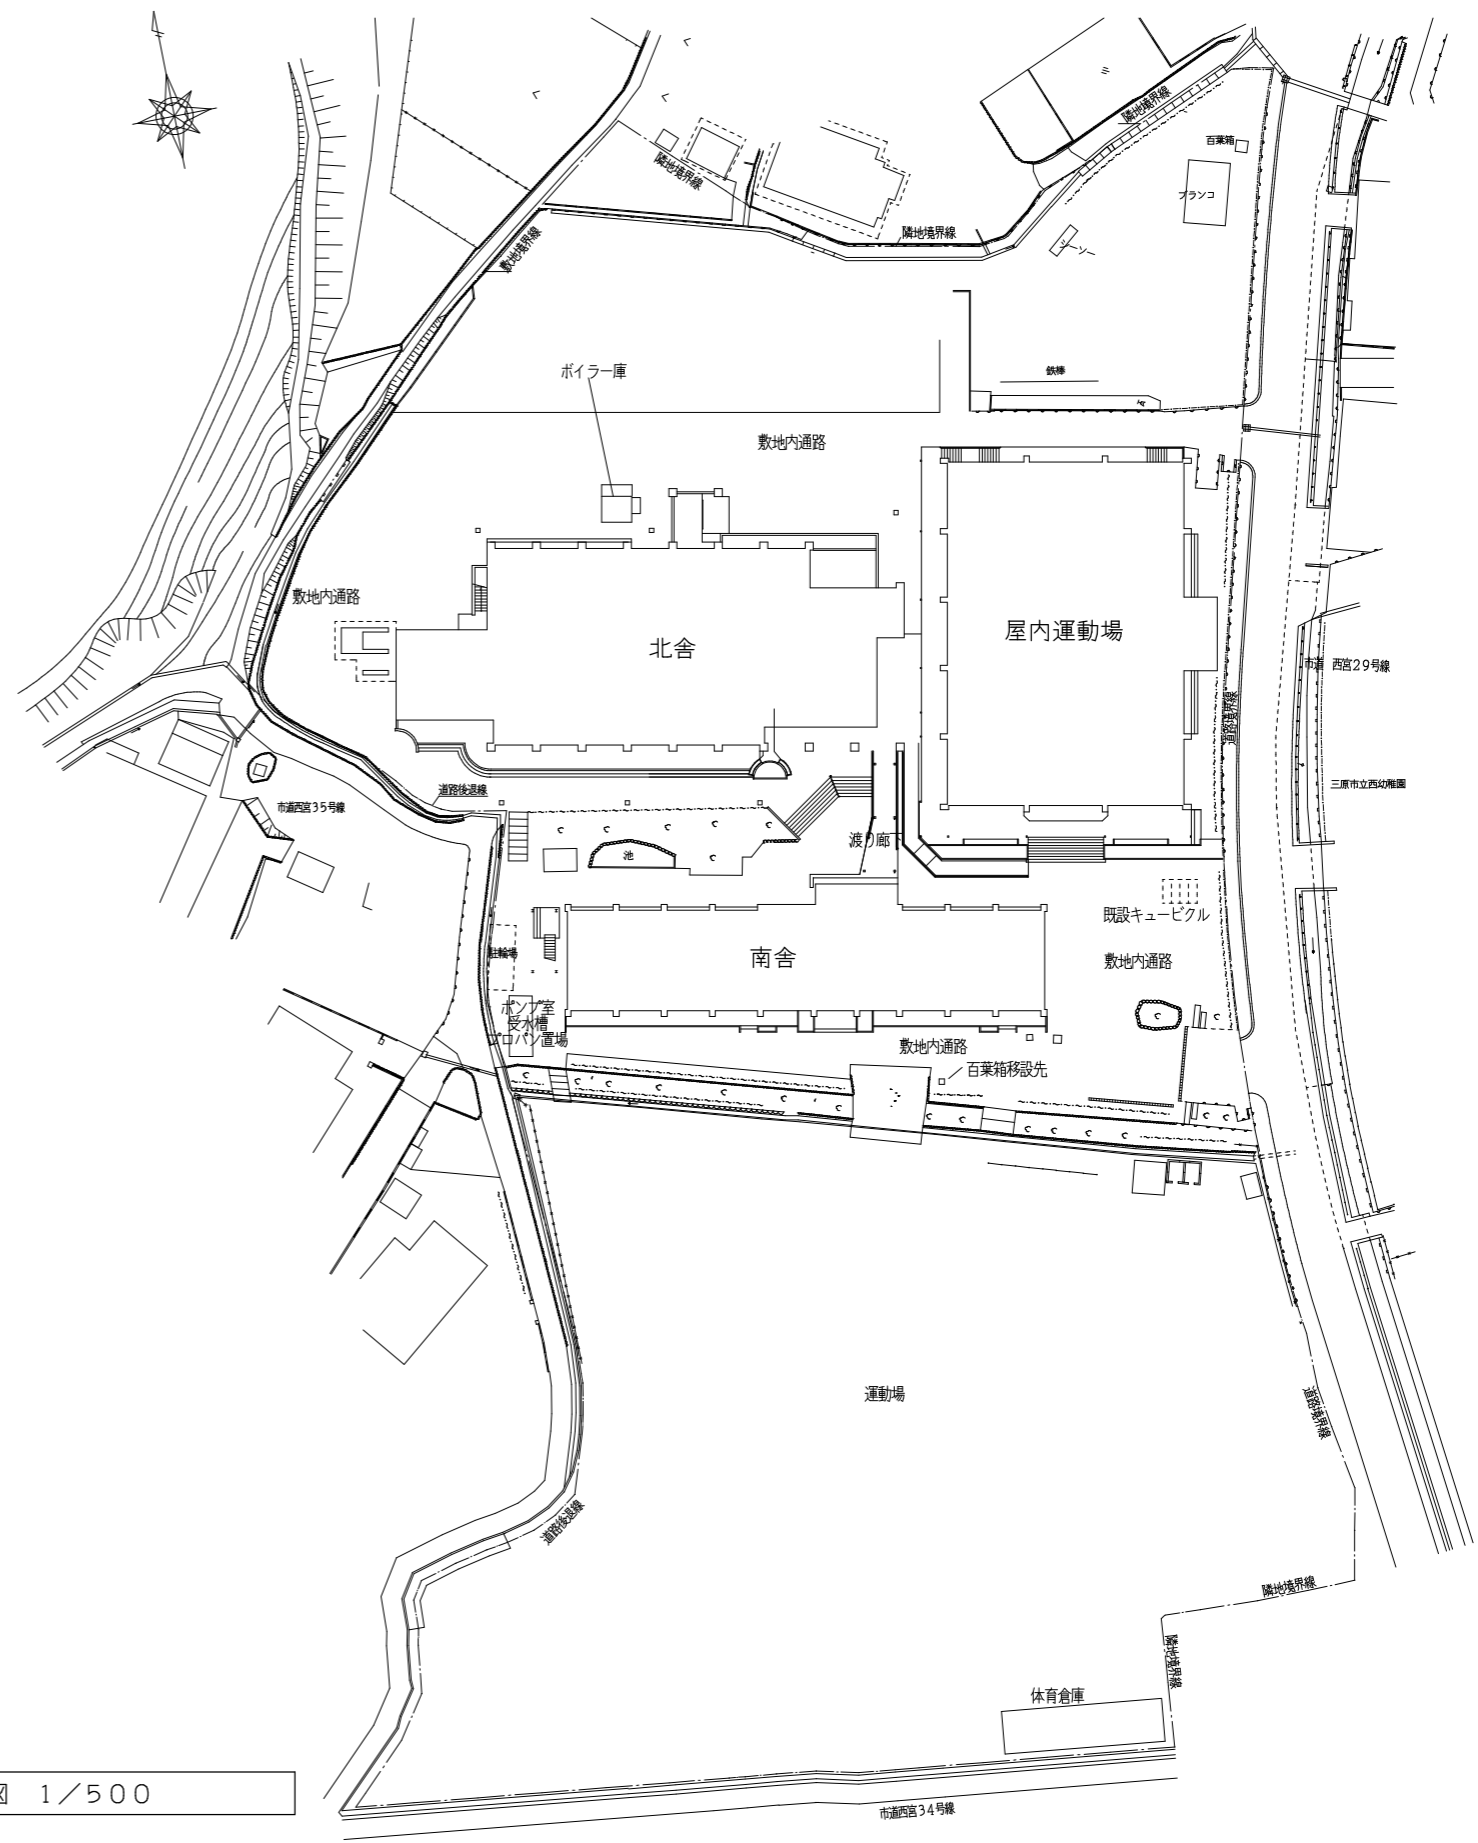 隣地境界線
百葉箱
隣地境界線
ブランコ
敷地境界線
隣地境界線
シーソー
ボイラー庫
鉄棒
敷地内通路
敷地内通路
北舎
屋内運動場
市道 西宮29号線
道路境界線
道路後退線
市道西宮35号線
三原市立西幼稚園
池
渡り廊下
既設キュービクル
駐輪場
南舎
敷地内通路
ポンプ室
受水槽
プロパン置場
敷地内通路
百葉箱移設先
運動場
道路境界線
道路後退線
隣地境界線
隣地境界線
体育倉庫
図 1/500
市道西宮34号線